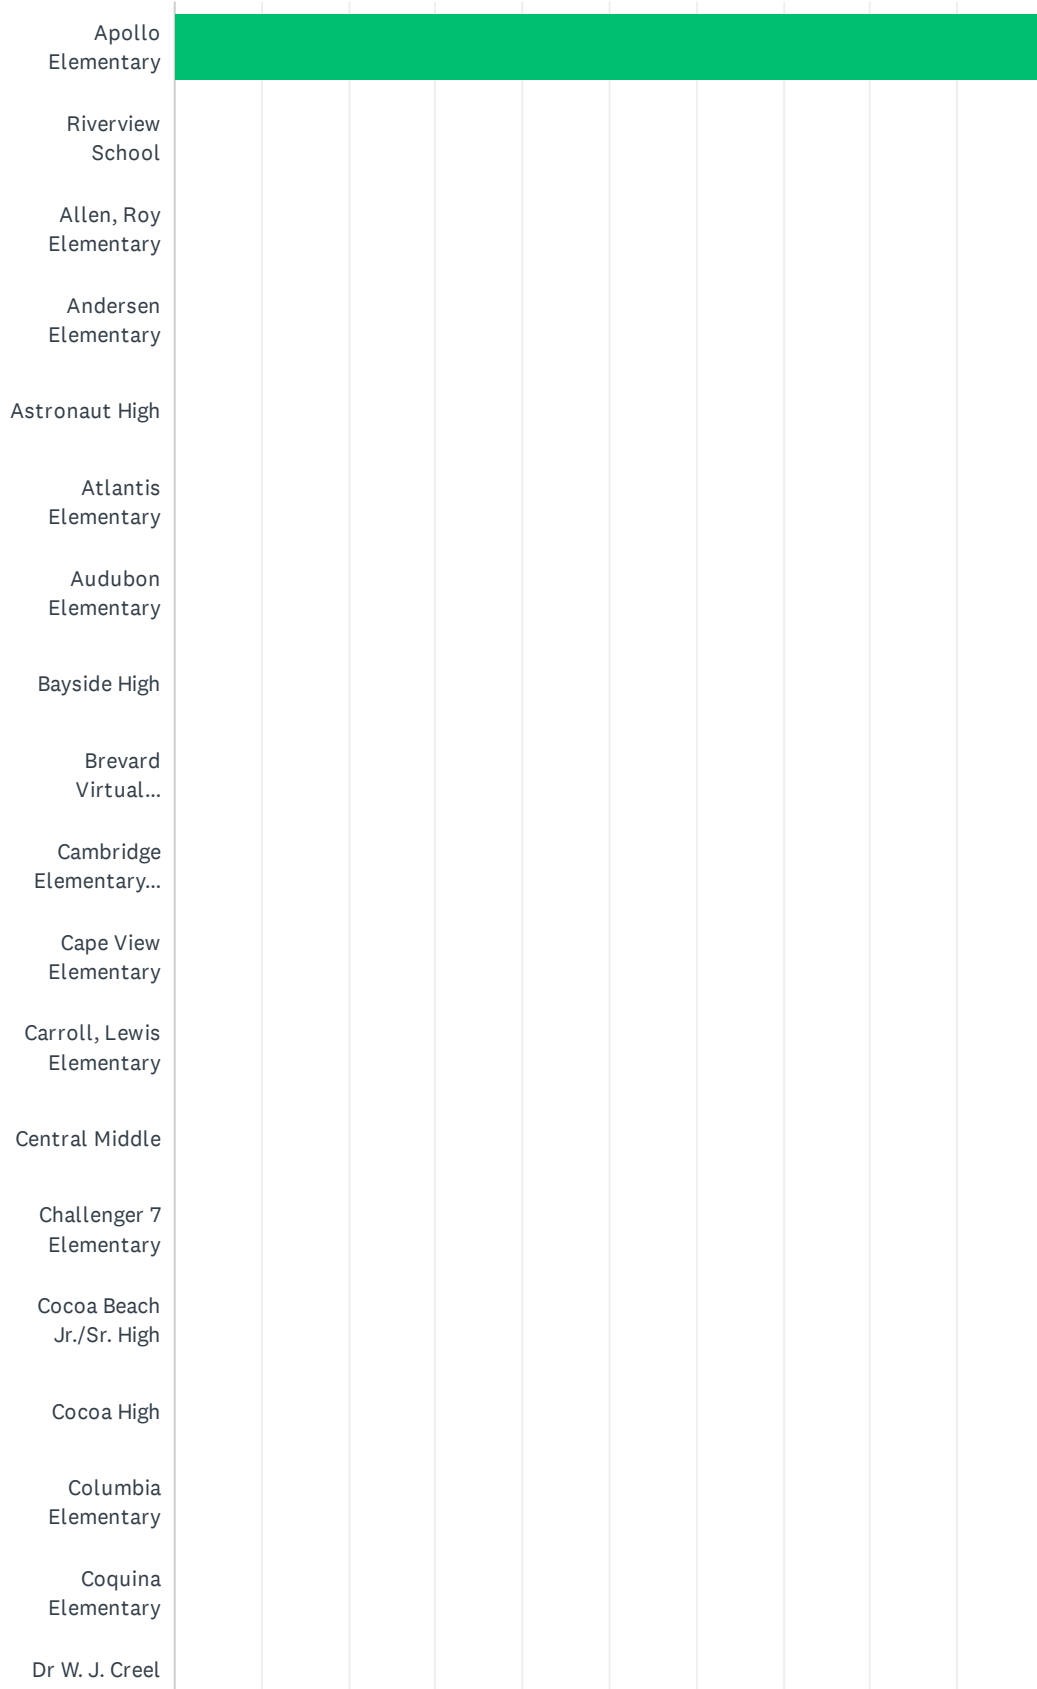 Apollo
Elementary
Riverview
School
Allen, Roy
Elementary
Andersen
Elementary
Astronaut High
Atlantis
Elementary
Audubon
Elementary
Bayside High
Brevard
Virtual...
Cambridge
Elementary...
Cape View
Elementary
Carroll, Lewis
Elementary
Central Middle
Challenger 7
Elementary
Cocoa Beach
Jr./Sr. High
Cocoa High
Columbia
Elementary
Coquina
Elementary
Dr W. J. Creel